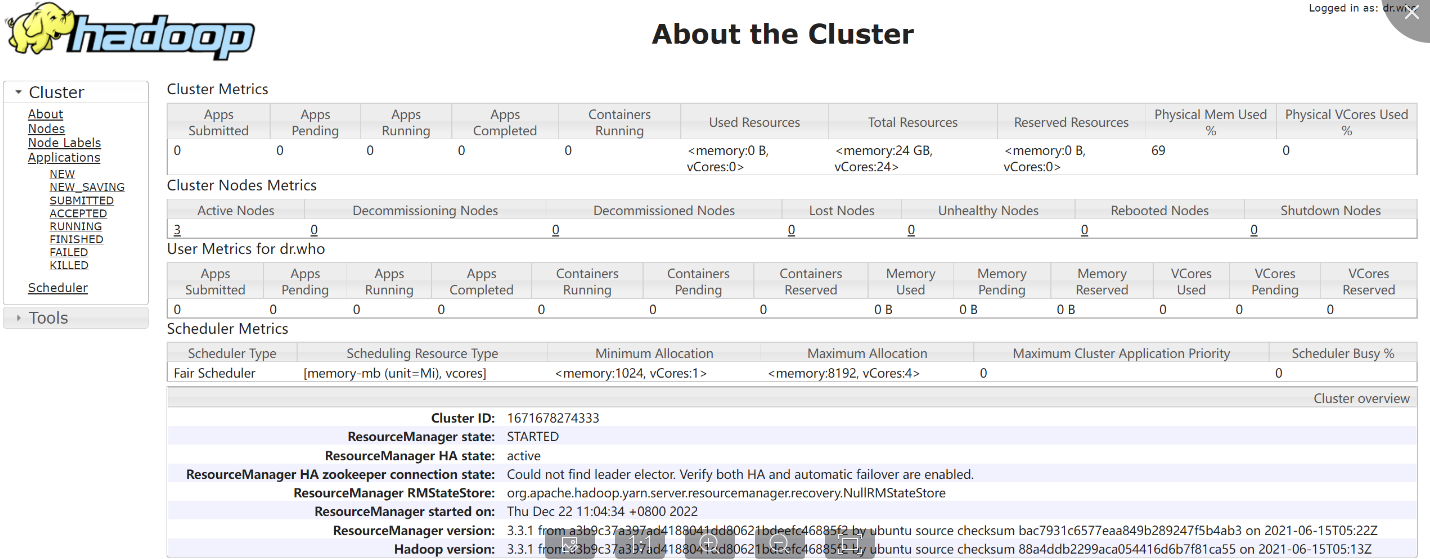 hadoop
Logged in as: dr.who
About the Cluster
Cluster
About
Nodes
Node Labels
Applications
NEW
NEW_SAVING
SUBMITTED
ACCEPTED
RUNNING
FINISHED
FAILED
KILLED
Scheduler
Tools
Cluster Metrics
Apps Submitted Apps Pending Apps Running Apps Completed Containers Running Used Resources Total Resources Reserved Resources Physical Mem Used % Physical VCores Used %
0 0 0 0 0 <memory:0 B, vCores:0> <memory:24 GB, vCores:24> <memory:0 B, vCores:0> 69 0
Cluster Nodes Metrics
Active Nodes Decommissioning Nodes Decommissioned Nodes Lost Nodes Unhealthy Nodes Rebooted Nodes Shutdown Nodes
3 0 0 0 0 0 0
User Metrics for dr.who
Apps Submitted Apps Pending Apps Running Apps Completed Containers Running Containers Pending Containers Reserved Memory Used Memory Pending Memory Reserved VCores Used VCores Pending VCores Reserved
0 0 0 0 0 0 0 0 B 0 B 0 B 0 0 0
Scheduler Metrics
Scheduler Type Scheduling Resource Type Minimum Allocation Maximum Allocation Maximum Cluster Application Priority Scheduler Busy %
Fair Scheduler [memory-mb (unit=Mi), vcores] <memory:1024, vCores:1> <memory:8192, vCores:4> 0 0
Cluster overview
Cluster ID: 1671678274333
ResourceManager state: STARTED
ResourceManager HA state: active
ResourceManager HA zookeeper connection state: Could not find leader elector. Verify both HA and automatic failover are enabled.
ResourceManager RMStateStore: org.apache.hadoop.yarn.server.resourcemanager.recovery.NullRMStateStore
ResourceManager started on: Thu Dec 22 11:04:34 +0800 2022
ResourceManager version: 3.3.1 from a3b9c37a397ad4188041dd80621bdeefc46885f2 by ubuntu source checksum bac7931c6577eaa849b289247f5b4ab3 on 2021-06-15T05:22Z
Hadoop version: 3.3.1 from a3b9c37a397ad4188041dd80621bdeefc46885f2 by ubuntu source checksum 88a4ddb2299aca054416d6b7f81ca55 on 2021-06-15T05:13Z
1:1